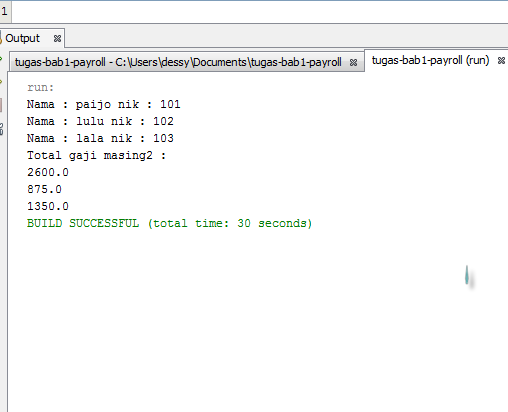 1
Output
tugas-bab1-payroll - C:\Users\dessy\Documents\tugas-bab1-payroll
tugas-bab1-payroll (run)
run:
Nama : paijo nik : 101
Nama : lulu nik : 102
Nama : lala nik : 103
Total gaji masing2 :
2600.0
875.0
1350.0
BUILD SUCCESSFUL (total time: 30 seconds)